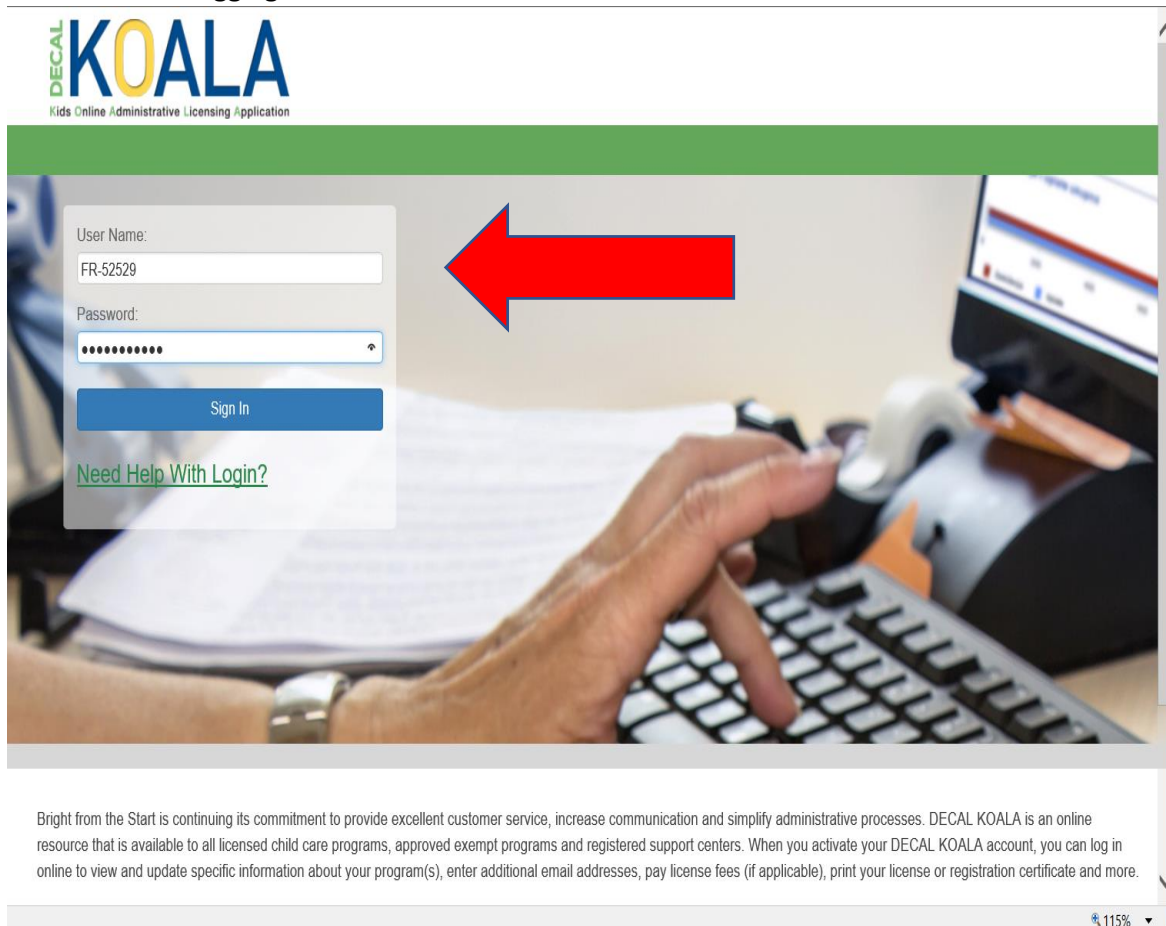 DECAL
KOALA
Kids Online Administrative Licensing Application
User Name:
FR-52529
Password:
•••••••••••
Sign In
Need Help With Login?
Bright from the Start is continuing its commitment to provide excellent customer service, increase communication and simplify administrative processes. DECAL KOALA is an online
resource that is available to all licensed child care programs, approved exempt programs and registered support centers. When you activate your DECAL KOALA account, you can log in
online to view and update specific information about your program(s), enter additional email addresses, pay license fees (if applicable), print your license or registration certificate and more.
115%